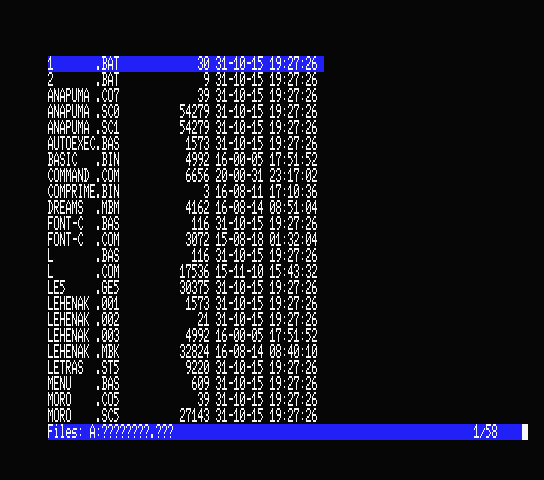 1       .BAT             30 31-10-15 19:27:26
2       .BAT              9 31-10-15 19:27:26
ANAPUMA .CO7             39 31-10-15 19:27:26
ANAPUMA .SC0          54279 31-10-15 19:27:26
ANAPUMA .SC1          54279 31-10-15 19:27:26
AUTOEXEC.BAS           1573 31-10-15 19:27:26
BASIC   .BIN           4992 16-00-05 17:51:52
COMMAND .COM           6656 20-00-31 23:17:02
COMPRIME.BIN              3 16-08-11 17:10:36
DREAMS  .MBM           4162 16-08-14 08:51:04
FONT-C  .BAS            116 31-10-15 19:27:26
FONT-C  .COM           3072 15-08-18 01:32:04
L       .BAS            116 31-10-15 19:27:26
L       .COM          17536 15-11-10 15:43:32
LE5     .GE5          30375 31-10-15 19:27:26
LEHENAK .001           1573 31-10-15 19:27:26
LEHENAK .002             21 31-10-15 19:27:26
LEHENAK .003           4992 16-00-05 17:51:52
LEHENAK .MBK          32824 16-08-14 08:40:10
LETRAS  .ST5           9220 31-10-15 19:27:26
MENU    .BAS            609 31-10-15 19:27:26
MORO    .CO5             39 31-10-15 19:27:26
MORO    .SC5          27143 31-10-15 19:27:26
Files: A:????????.???                                                  1/58